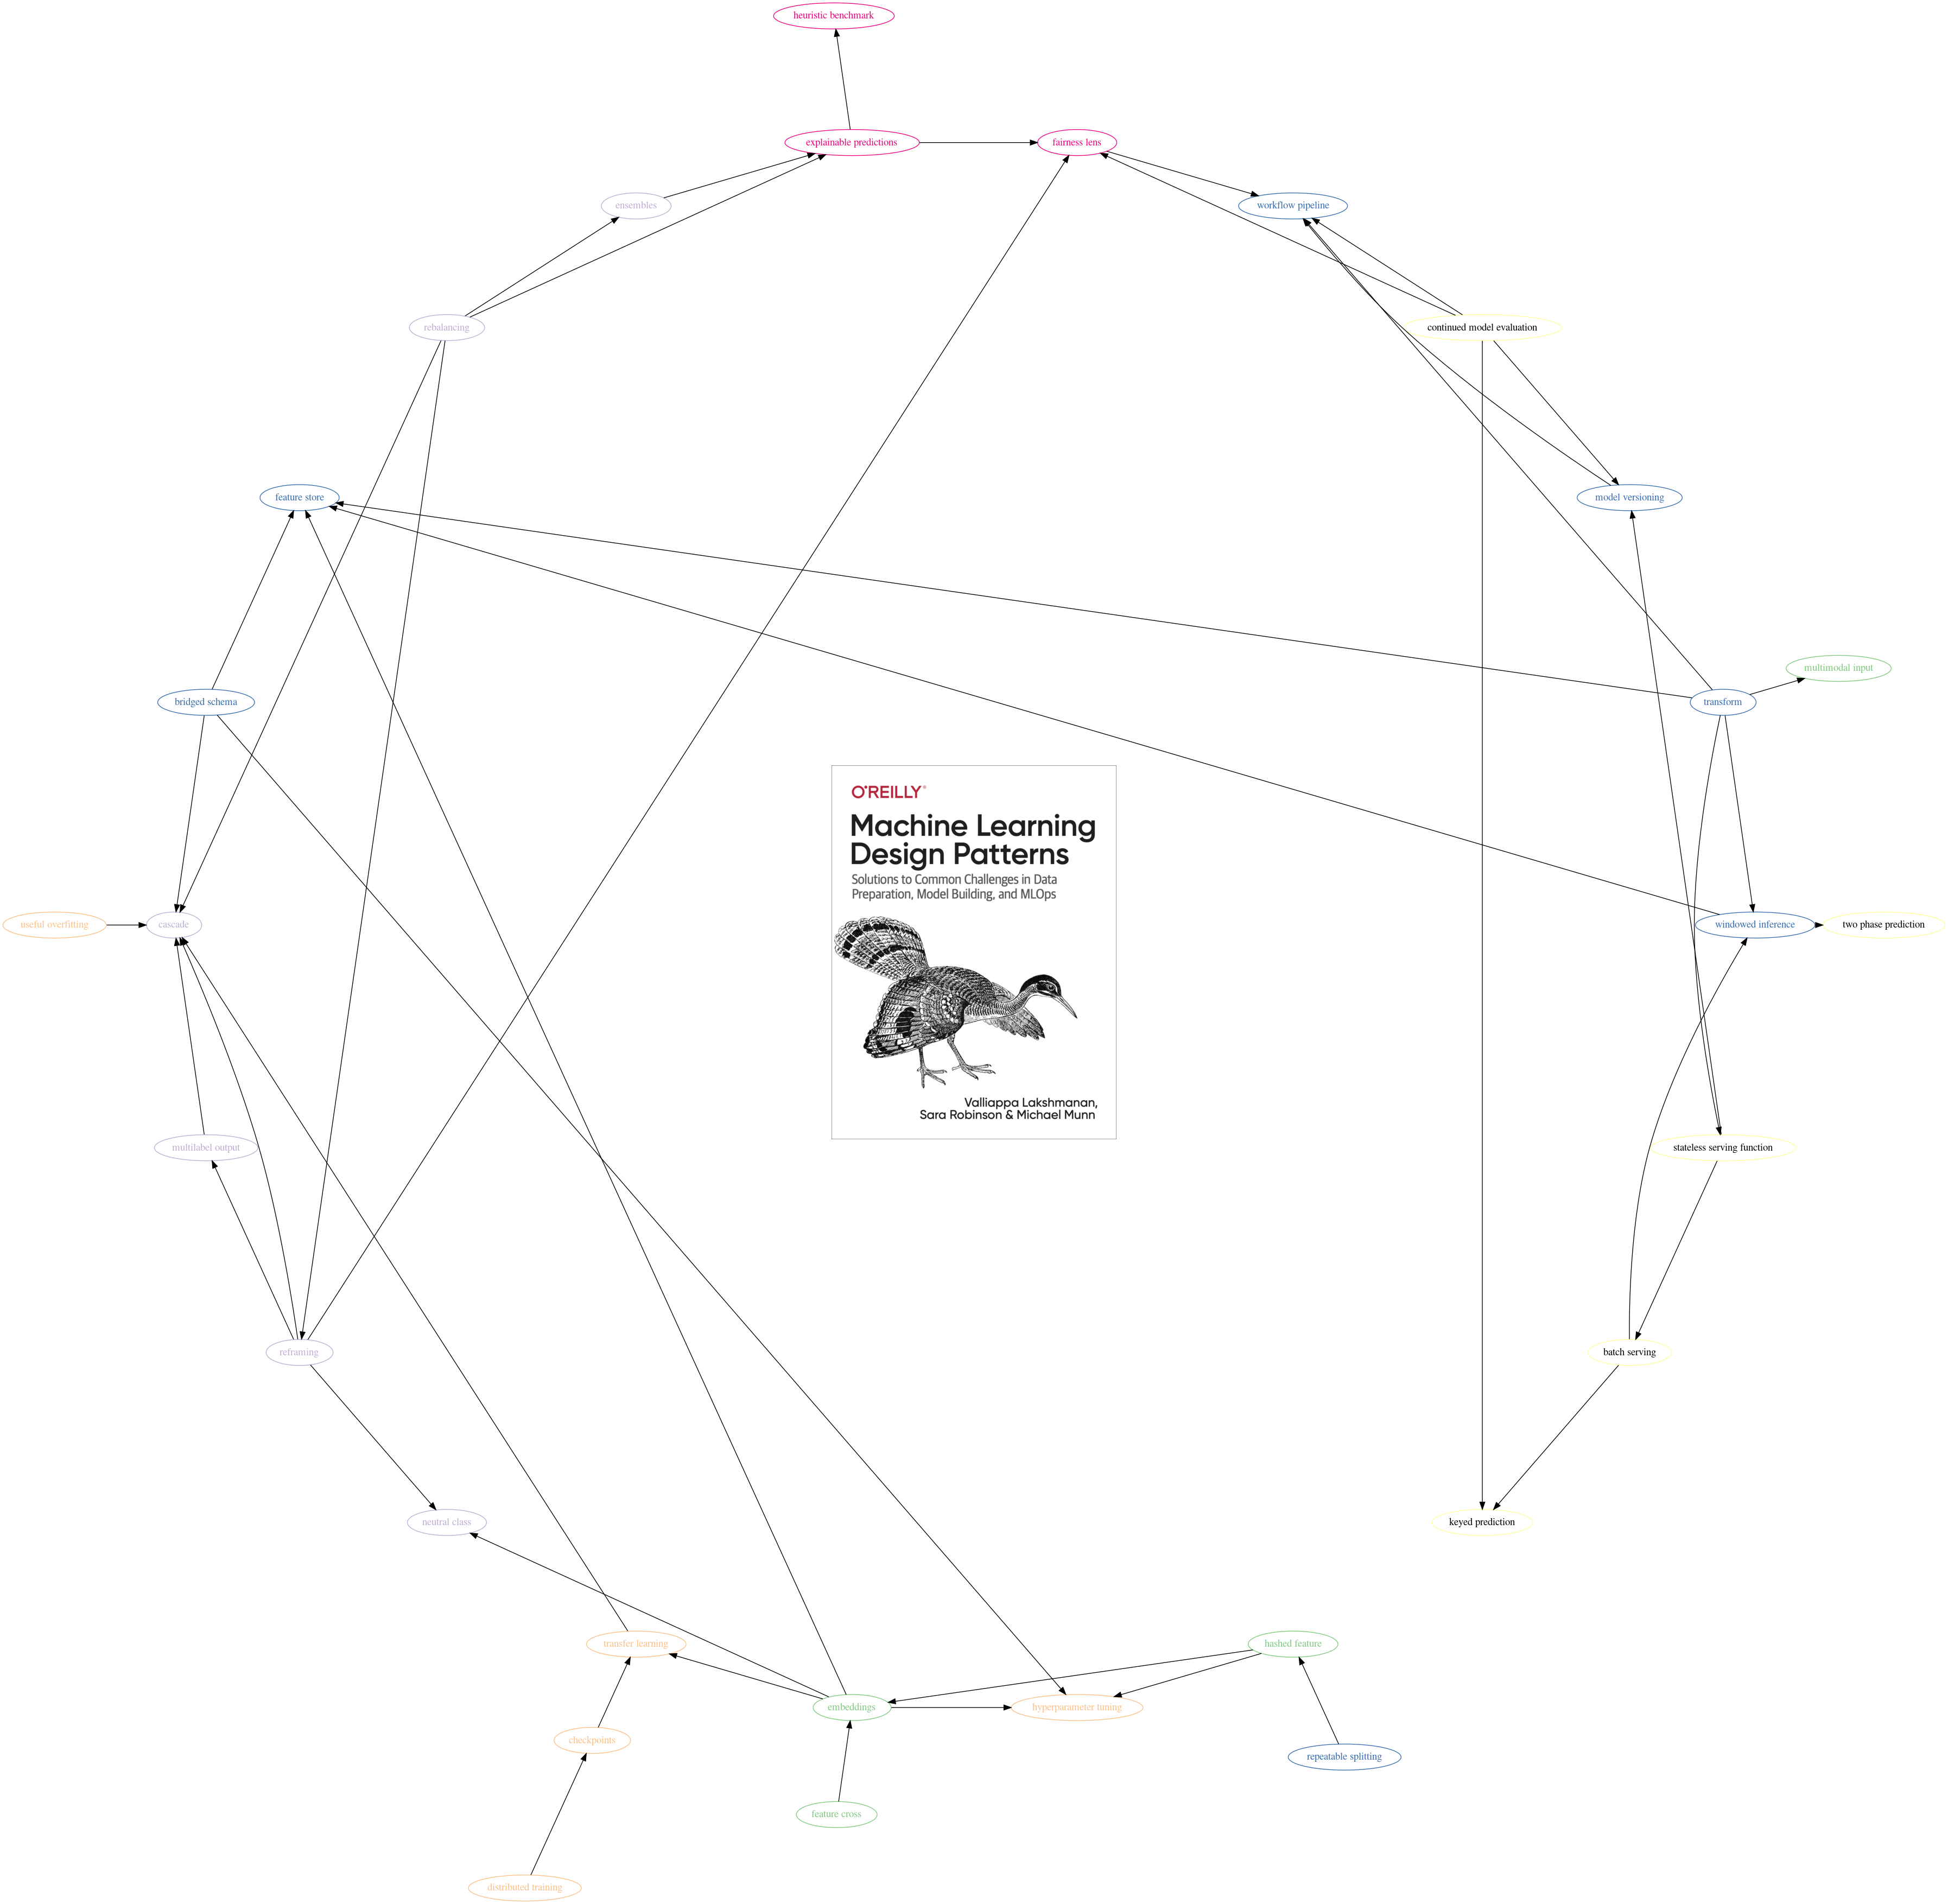 heuristic benchmark
explainable predictions
fairness lens
ensembles
workflow pipeline
rebalancing
continued model evaluation
feature store
model versioning
multimodal input
bridged schema
transform
O'REILLY®
Machine Learning
Design Patterns
Solutions to Common Challenges in Data
Preparation, Model Building, and MLOps
useful overfitting
cascade
windowed inference
two phase prediction
Valliappa Lakshmanan,
Sara Robinson & Michael Munn
multilabel output
stateless serving function
reframing
batch serving
neutral class
keyed prediction
transfer learning
hashed feature
embeddings
hyperparameter tuning
checkpoints
repeatable splitting
feature cross
distributed training